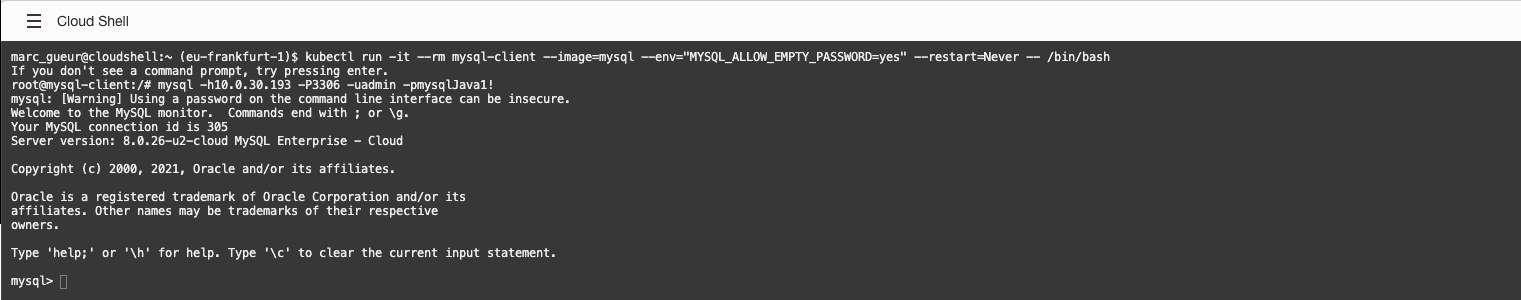 Cloud Shell
marc_gueur@cloudshell:~ (eu-frankfurt-1)$ kubectl run -it --rm mysql-client --image=mysql --env="MYSQL_ALLOW_EMPTY_PASSWORD=yes" --restart=Never -- /bin/bash
If you don't see a command prompt, try pressing enter.
root@mysql-client:/# mysql -h10.0.30.193 -P3306 -uadmin -pmysqlJava1!
mysql: [Warning] Using a password on the command line interface can be insecure.
Welcome to the MySQL monitor.  Commands end with ; or \g.
Your MySQL connection id is 305
Server version: 8.0.26-u2-cloud MySQL Enterprise - Cloud
Copyright (c) 2000, 2021, Oracle and/or its affiliates.
Oracle is a registered trademark of Oracle Corporation and/or its
affiliates. Other names may be trademarks of their respective
owners.
Type 'help;' or '\h' for help. Type '\c' to clear the current input statement.
mysql>